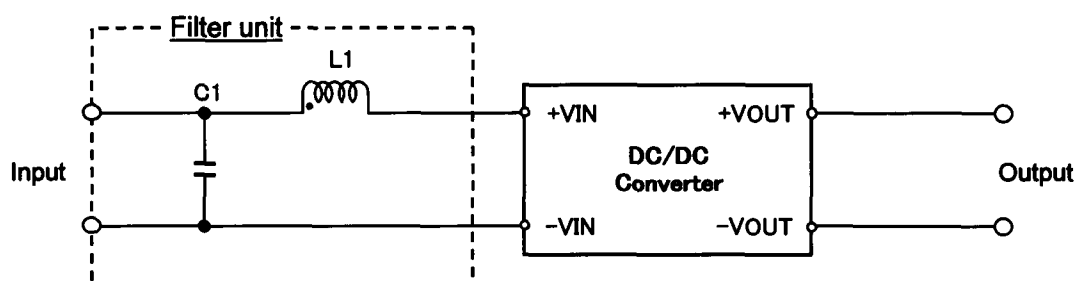 Filter unit
L1
C1
+VIN
+VOUT
Input
DC/DC
Converter
Output
-VIN
-VOUT